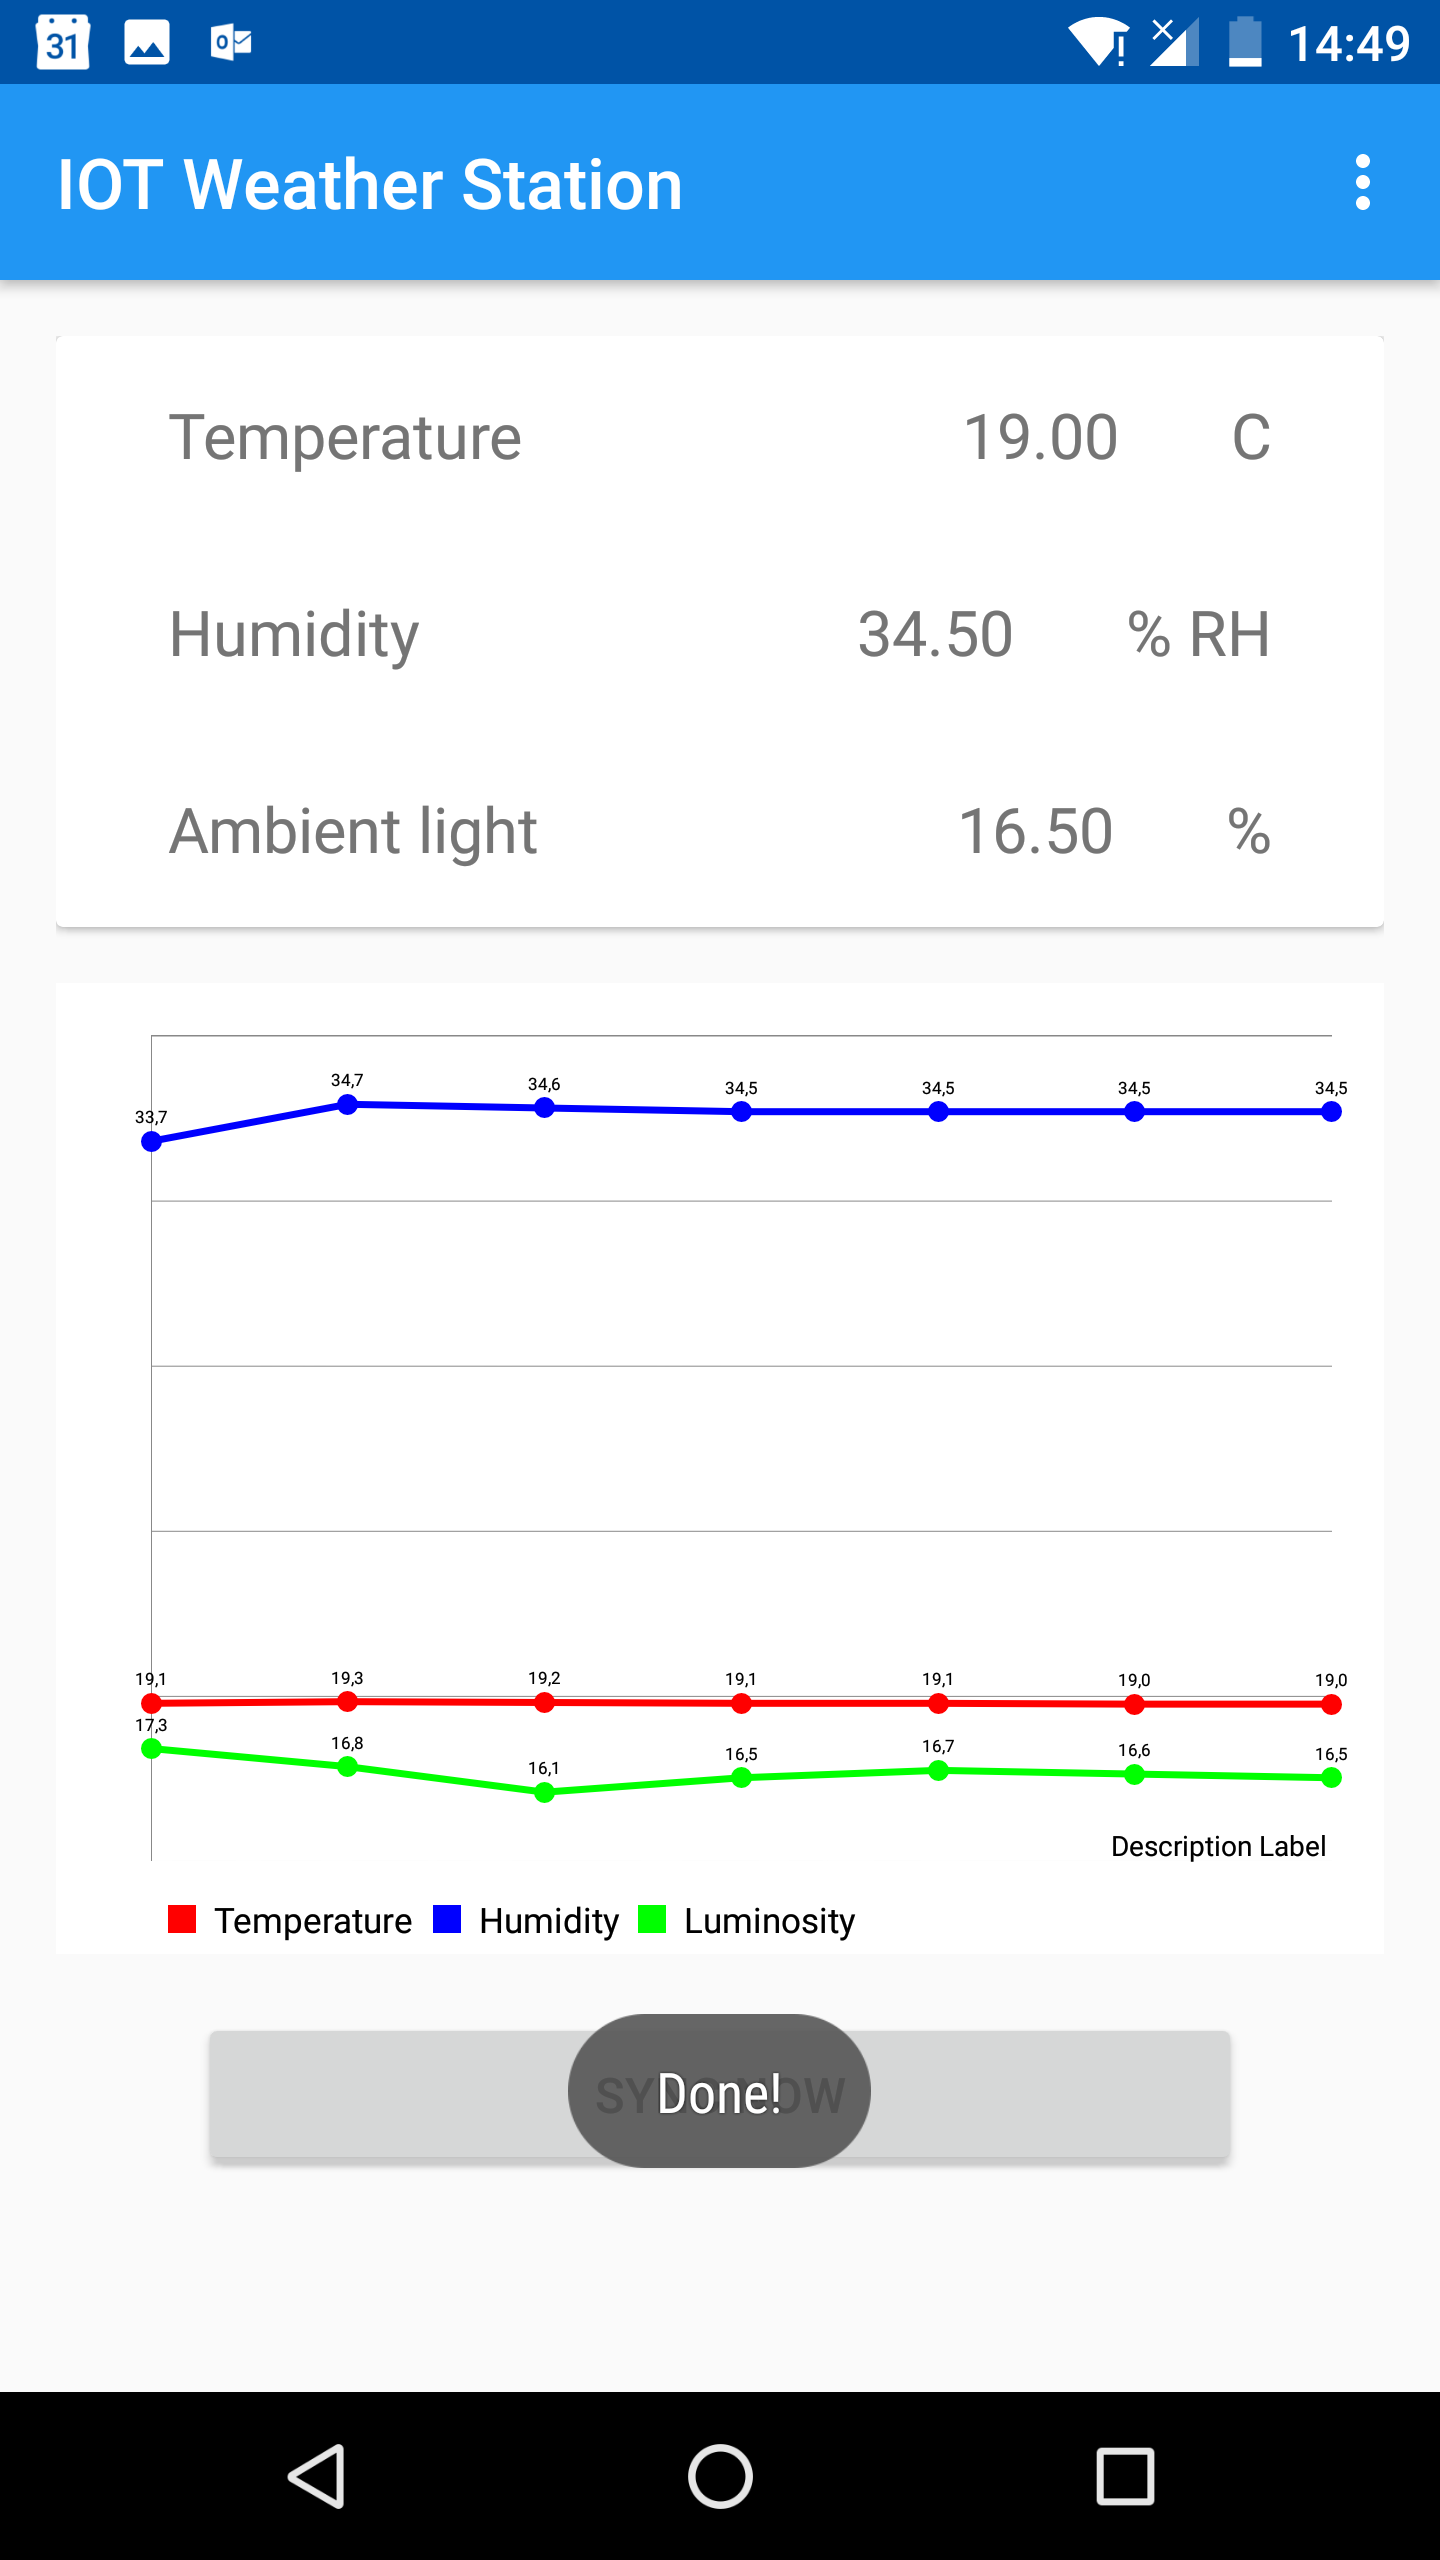 31 14:49
IOT Weather Station
Temperature 19.00 C
Humidity 34.50 % RH
Ambient light 16.50 %
33,7 34,7 34,6 34,5 34,5 34,5 34,5
19,1 19,3 19,2 19,1 19,1 19,0 19,0
17,3 16,8 16,1 16,5 16,7 16,6 16,5
Description Label
Temperature Humidity Luminosity
Done!